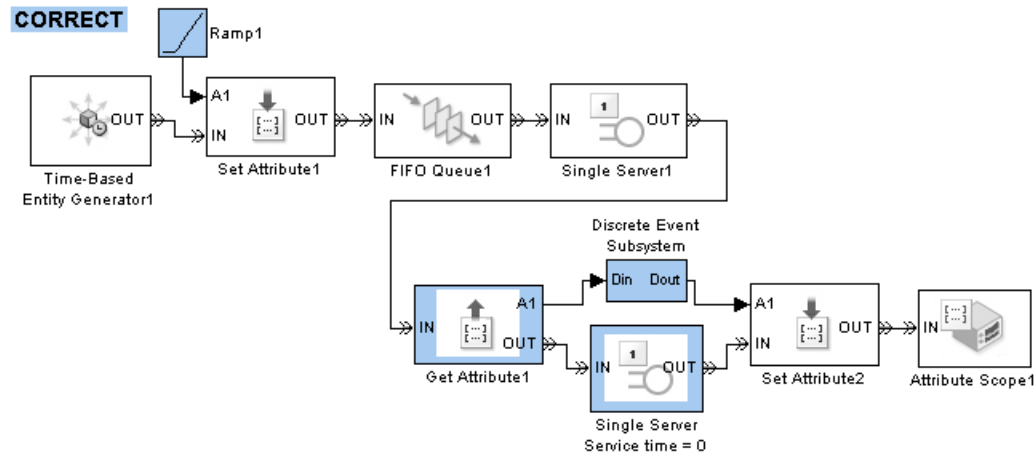 CORRECT
Ramp1
A1
IN
OUT
OUT
[...]
Set Attribute1
IN
OUT
FIFO Queue1
IN
1
OUT
Single Server1
Time-Based
Entity Generator1
Discrete Event
Subsystem
Din Dout
IN
A1
[...]
OUT
Get Attribute1
IN
1
OUT
Single Server
Service time = 0
A1
IN
[...]
OUT
Set Attribute2
IN
[...]
Attribute Scope1